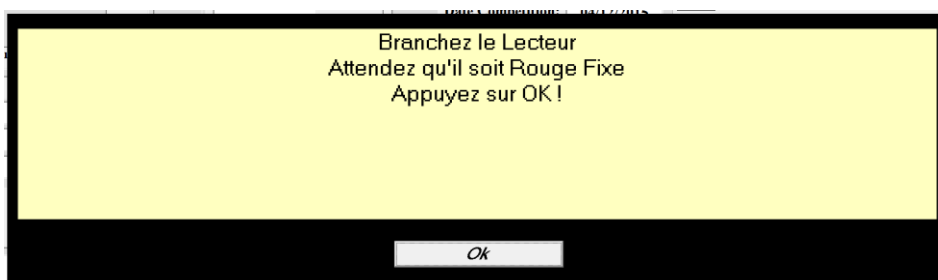 Branchez le Lecteur
Attendez qu'il soit Rouge Fixe
Appuyez sur OK !
Ok